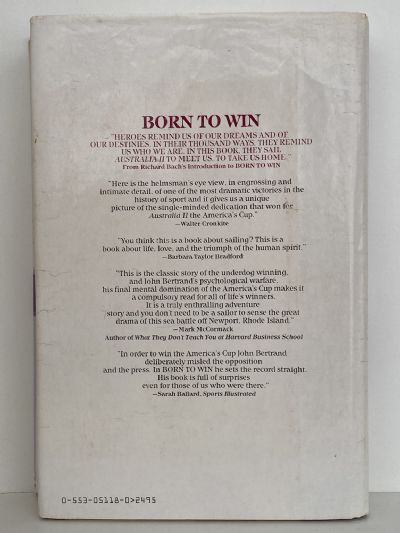 BORN TO WIN
"HEROES REMIND US OF OUR DREAMS AND OF
OUR DESTINIES. IN THEIR THOUSAND WAYS, THEY REMIND
US WHO WE ARE. IN THIS BOOK, THEY SAIL
AUSTRALIA II TO MEET US, TO TAKE US HOME."
From Richard Bach's Introduction to BORN TO WIN
"Here is the helmsman's eye view, in engrossing and
intimate detail, of one of the most dramatic victories in the
history of sport and it gives us a unique
picture of the single-minded dedication that won for
Australia II the America's Cup."
—Walter Cronkite
"You think this is a book about sailing? This is a
book about life, love, and the triumph of the human spirit."
—Barbara Taylor Bradford
"This is the classic story of the underdog winning,
and John Bertrand's psychological warfare,
his final mental domination of the America's Cup makes it
a compulsory read for all of life's winners.
It is a truly enthralling adventure
story and you don't need to be a sailor to sense the great
drama of this sea battle off Newport, Rhode Island."
—Mark McCormack
Author of What They Don't Teach You at Harvard Business School
"In order to win the America's Cup John Bertrand
deliberately misled the opposition
and the press. In BORN TO WIN he sets the record straight.
His book is full of surprises
even for those of us who were there."
—Sarah Ballard, Sports Illustrated
0-553-05118-0>2495